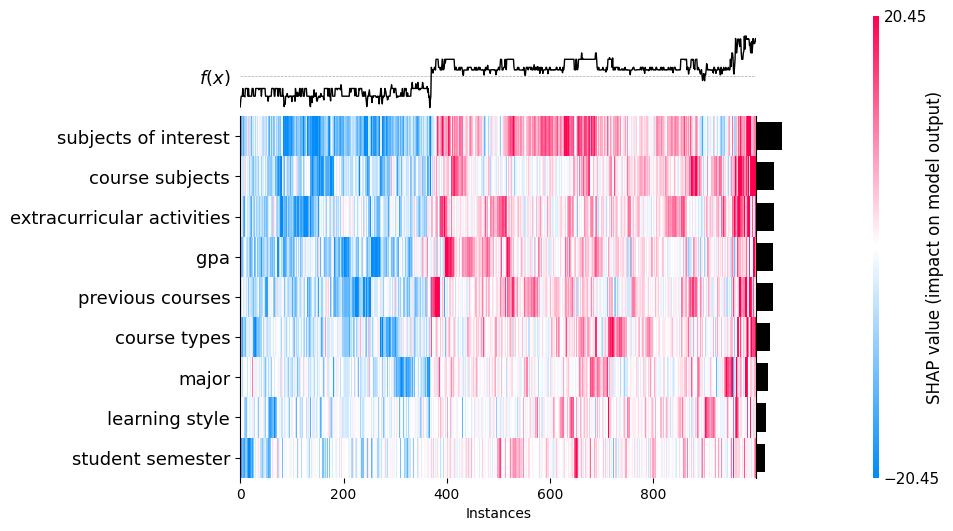 20.45
f(x)
subjects of interest
course subjects
extracurricular activities
gpa
previous courses
course types
major
learning style
student semester
0 200 400 600 800
Instances
SHAP value (impact on model output)
−20.45